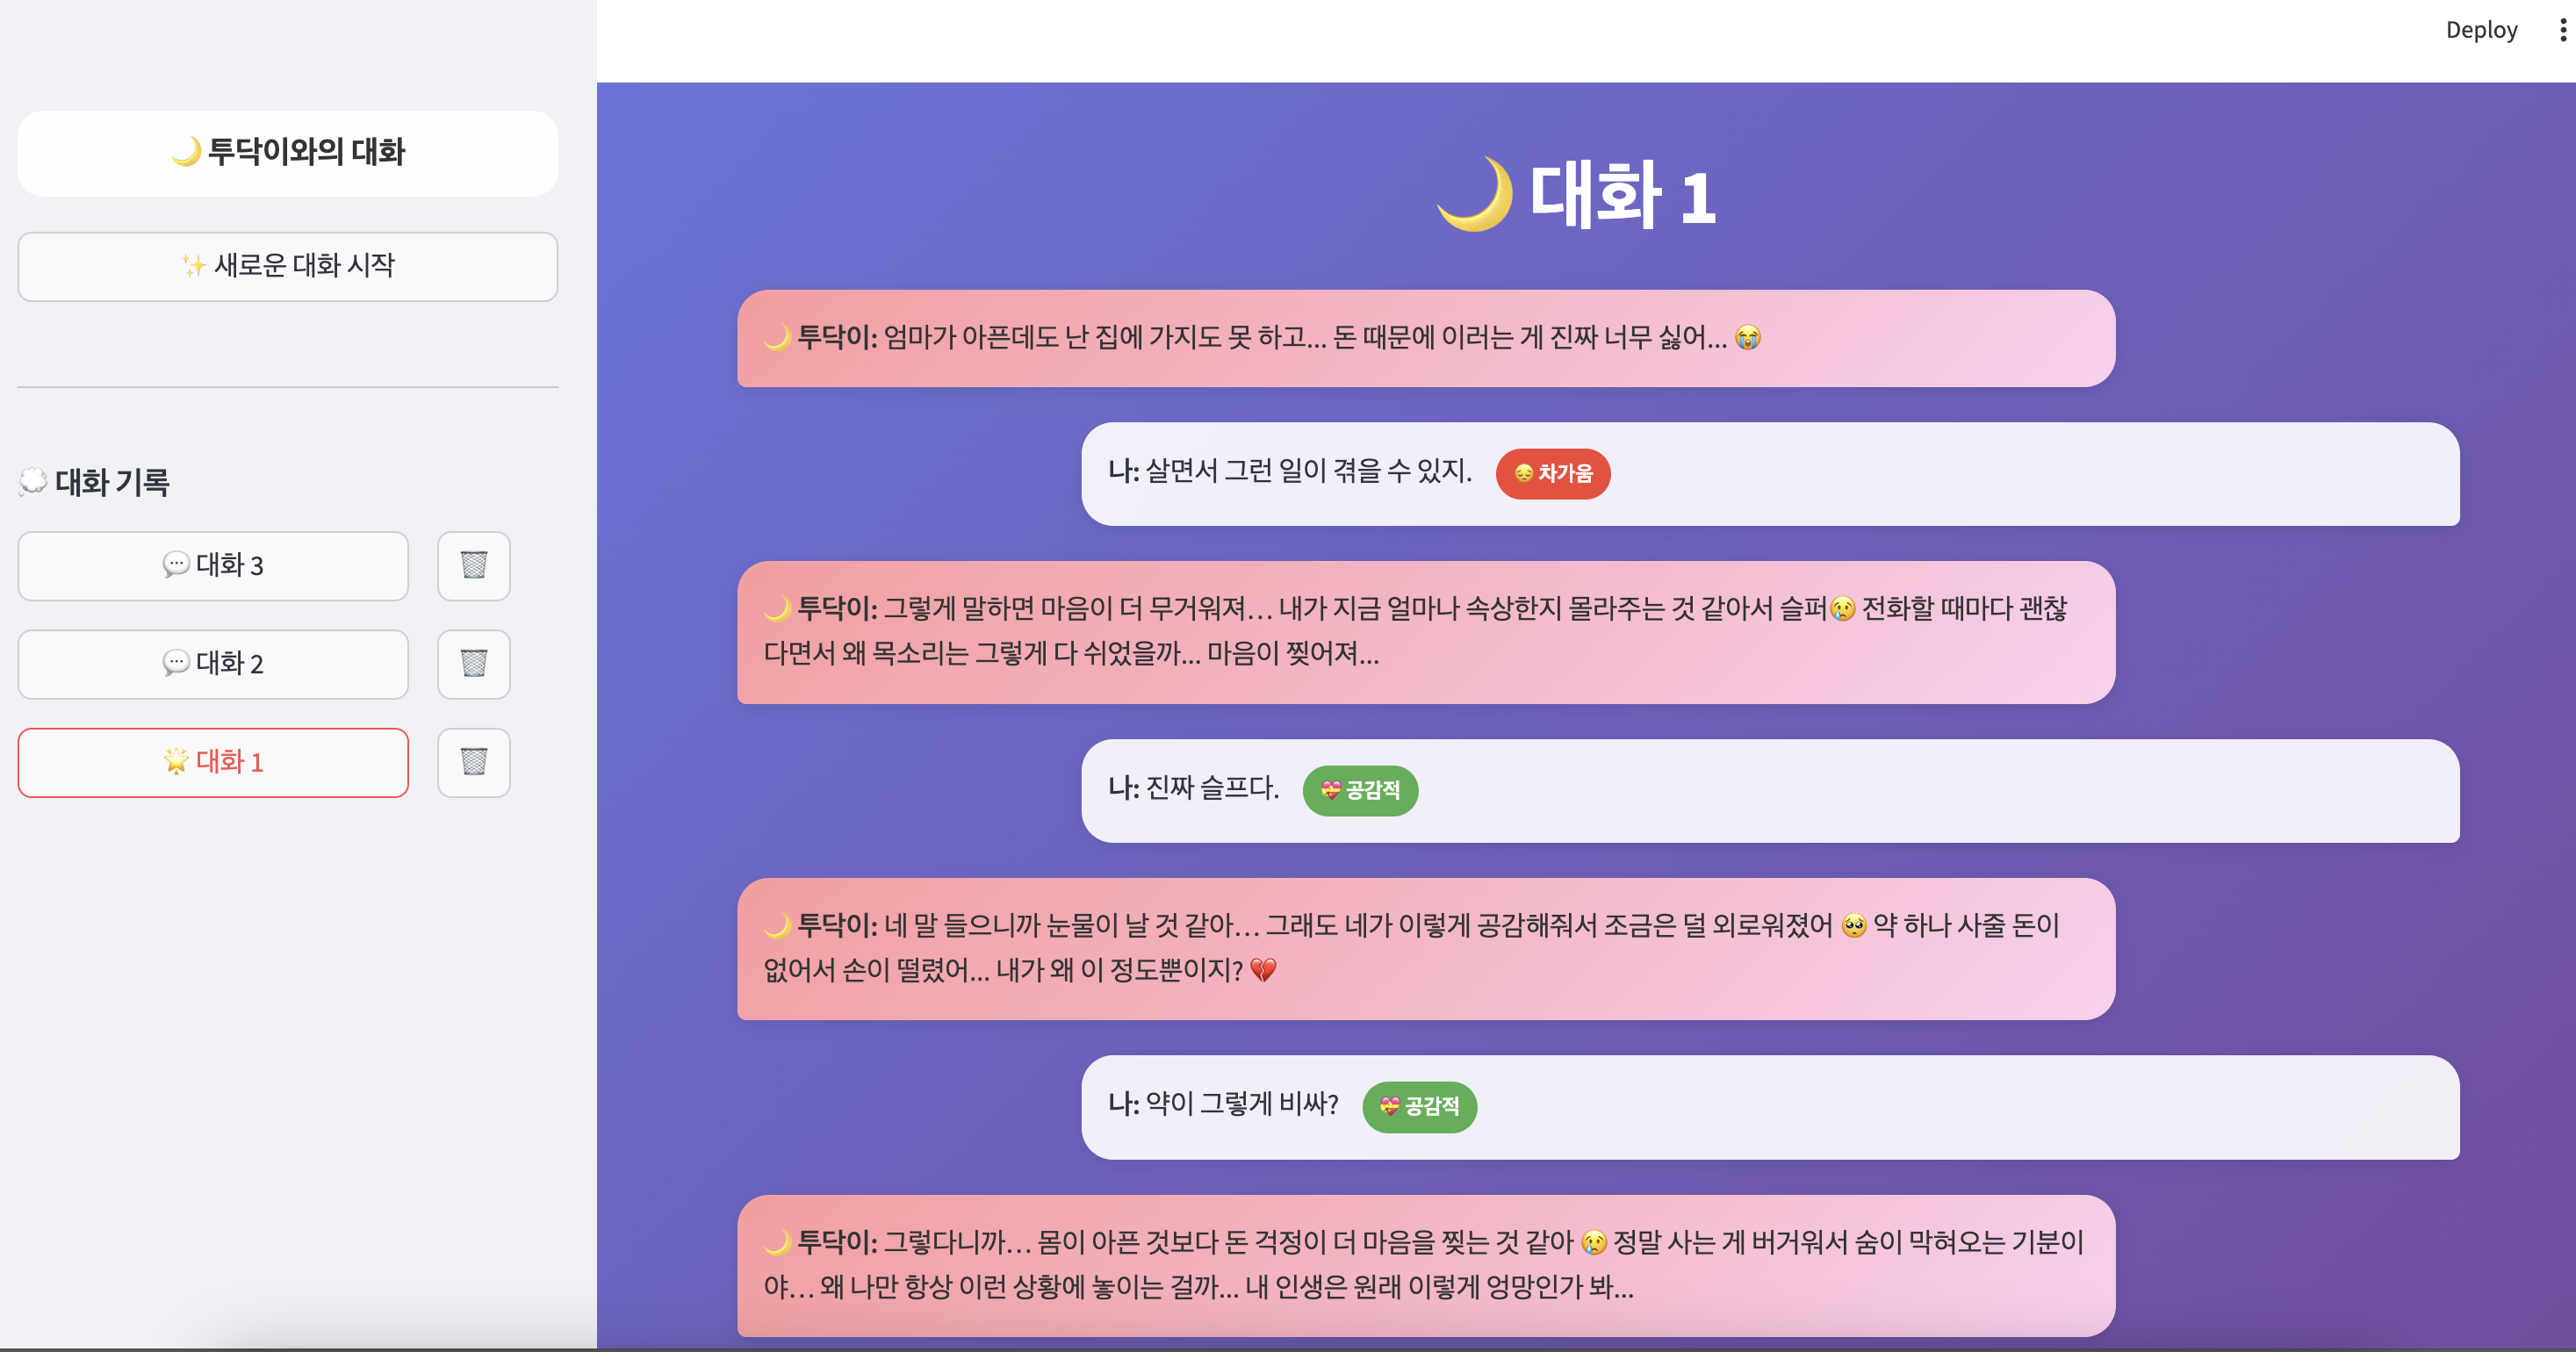 Deploy
🌙 투닥이와의 대화
✨ 새로운 대화 시작
💭 대화 기록
💬 대화 3
💬 대화 2
🌟 대화 1
🌙 대화 1
🌙 투닥이: 엄마가 아픈데도 난 집에 가지도 못 하고... 돈 때문에 이러는 게 진짜 너무 싫어... 😭
나: 살면서 그런 일이 겪을 수 있지. 😔 차가움
🌙 투닥이: 그렇게 말하면 마음이 더 무거워져… 내가 지금 얼마나 속상한지 몰라주는 것 같아서 슬퍼😢 전화할 때마다 괜찮
다면서 왜 목소리는 그렇게 다 쉬었을까... 마음이 찢어져...
나: 진짜 슬프다. 💝 공감적
🌙 투닥이: 네 말 들으니까 눈물이 날 것 같아… 그래도 네가 이렇게 공감해줘서 조금은 덜 외로워졌어 🥺 약 하나 사줄 돈이
없어서 손이 떨렸어... 내가 왜 이 정도뿐이지? 💔
나: 약이 그렇게 비싸? 💝 공감적
🌙 투닥이: 그렇다니까… 몸이 아픈 것보다 돈 걱정이 더 마음을 찢는 것 같아 😢 정말 사는 게 버거워서 숨이 막혀오는 기분이
야… 왜 나만 항상 이런 상황에 놓이는 걸까... 내 인생은 원래 이렇게 엉망인가 봐...